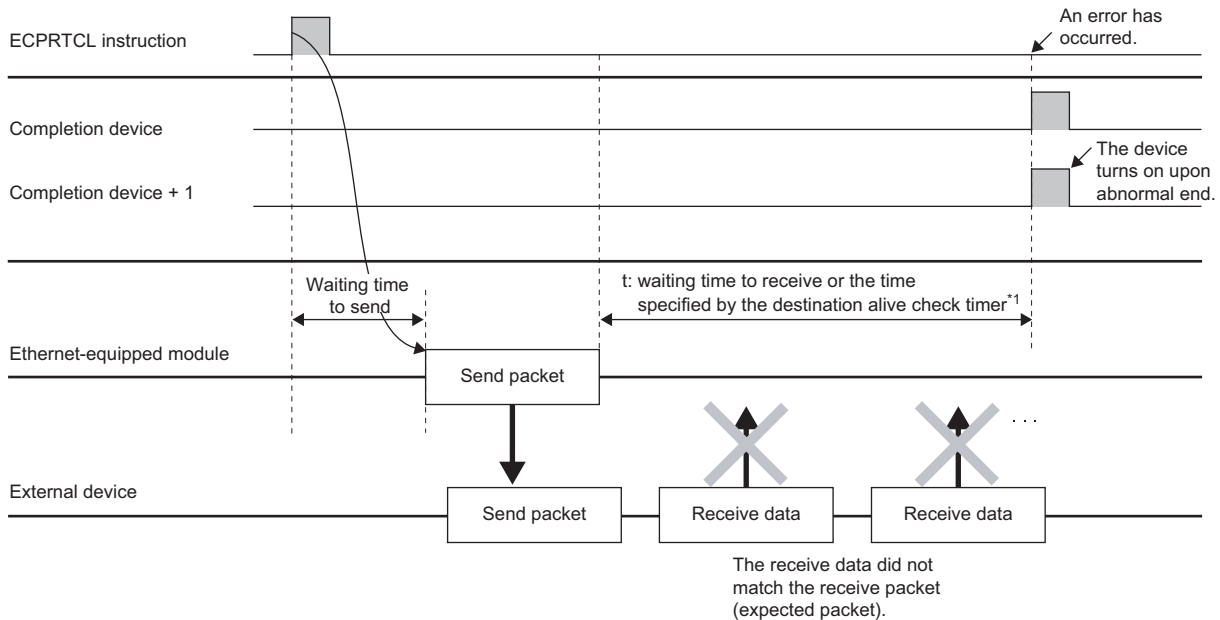 An error has
occurred.
ECPRTCL instruction
Completion device
The device
turns on upon
abnormal end.
Completion device + 1
Waiting time
to send
t: waiting time to receive or the time
specified by the destination alive check timer*1
Ethernet-equipped module
Send packet
...
External device
Send packet
Receive data
Receive data
The receive data did not
match the receive packet
(expected packet).